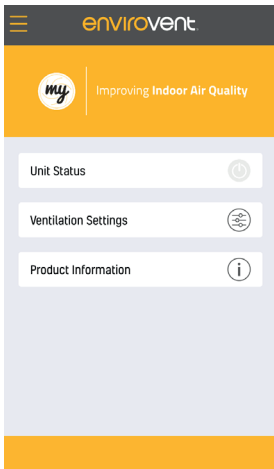 envirovent.
my
Improving Indoor Air Quality
Unit Status
Ventilation Settings
Product Information
i